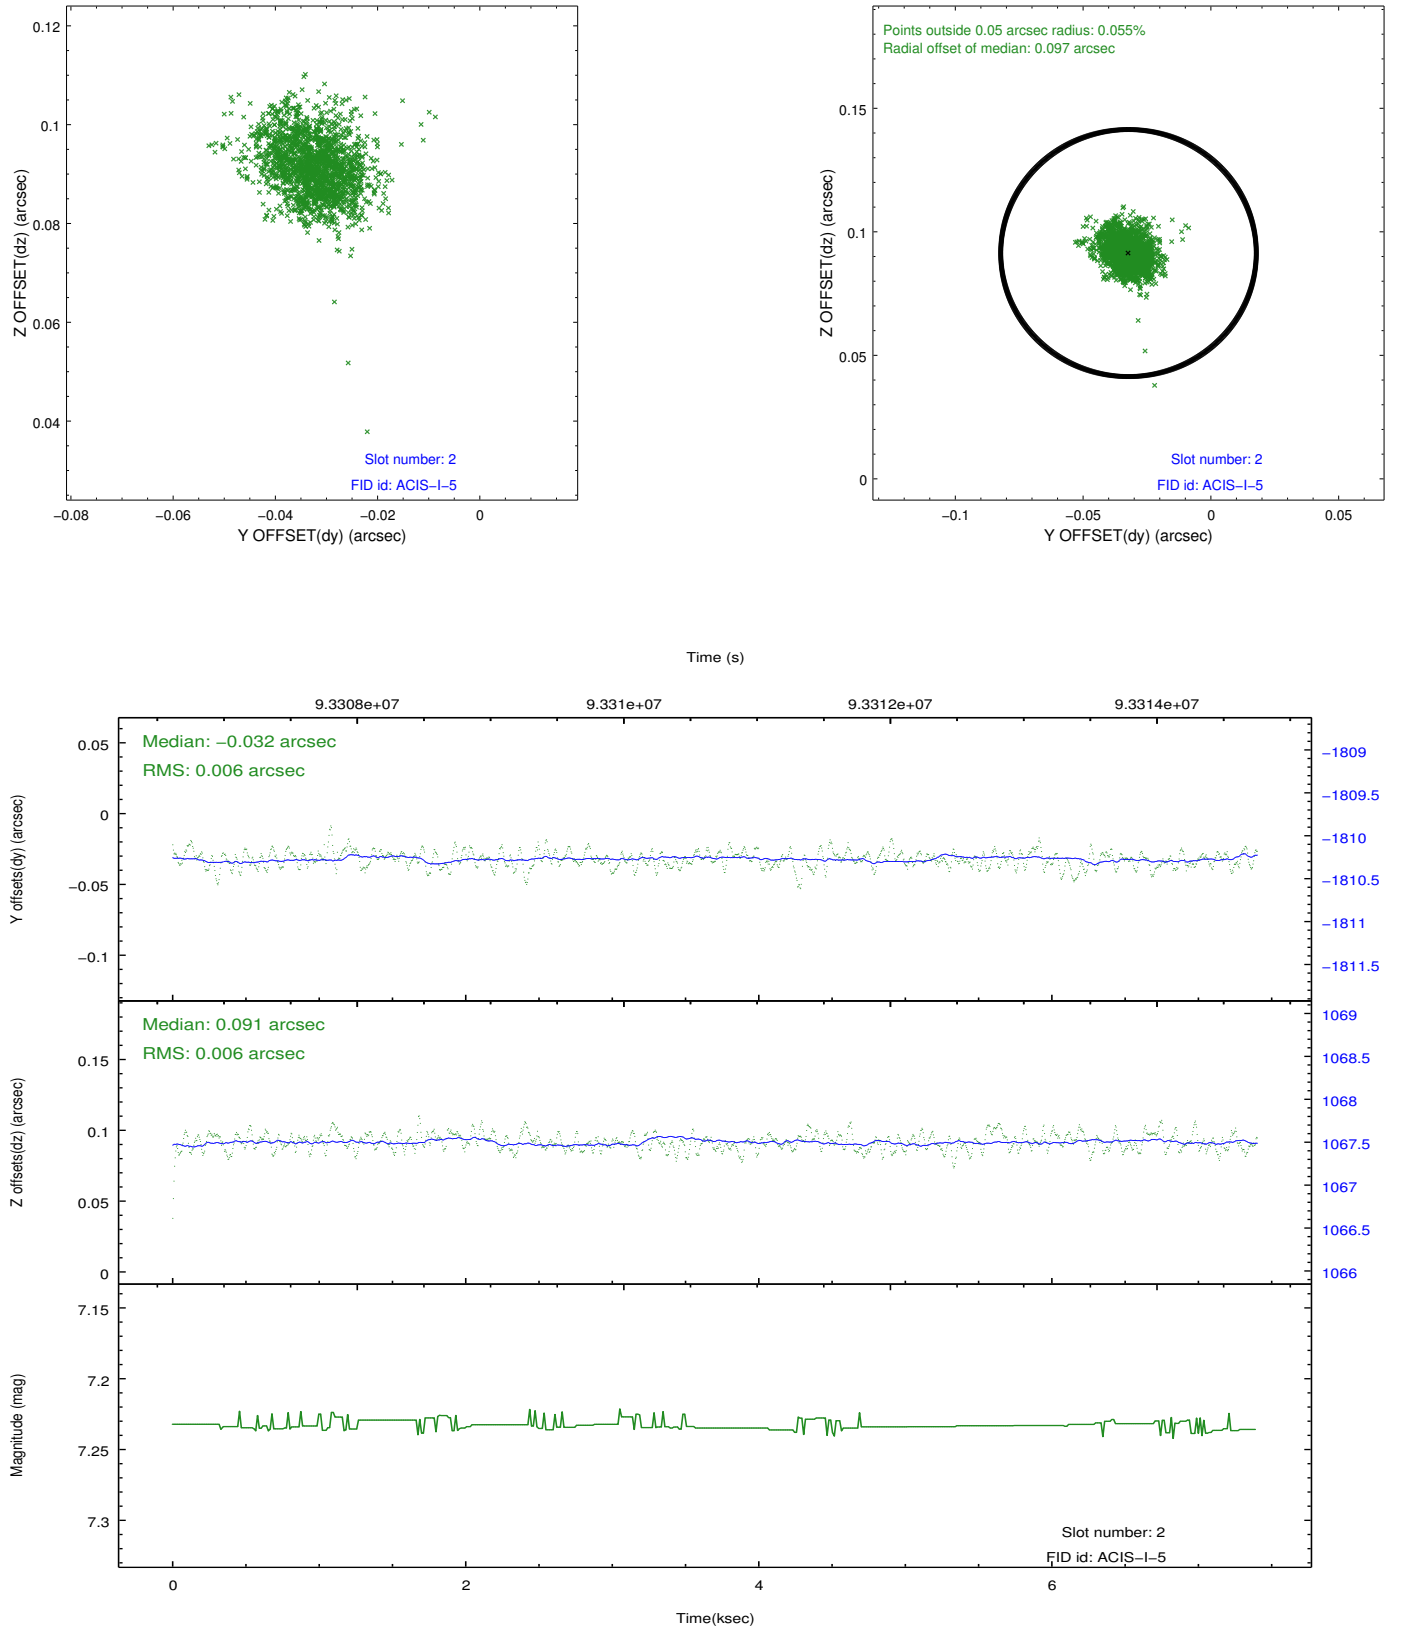 0.12
0.1
0.08
0.06
0.04
Z OFFSET(dz) (arcsec)
Slot number: 2
FID id: ACIS−I−5
−0.08 −0.06 −0.04 −0.02 0
Y OFFSET(dy) (arcsec)
Points outside 0.05 arcsec radius: 0.055%
Radial offset of median: 0.097 arcsec
0.15
0.1
0.05
0
Z OFFSET(dz) (arcsec)
Slot number: 2
FID id: ACIS−I−5
−0.1 −0.05 0 0.05
Y OFFSET(dy) (arcsec)
Time (s)
9.3308e+07 9.331e+07 9.3312e+07 9.3314e+07
Median: −0.032 arcsec
RMS: 0.006 arcsec
0.05
0
−0.05
−0.1
Y offsets(dy) (arcsec)
−1809
−1809.5
−1810
−1810.5
−1811
−1811.5
Median: 0.091 arcsec
RMS: 0.006 arcsec
0.15
0.1
0.05
0
Z offsets(dz) (arcsec)
1069
1068.5
1068
1067.5
1067
1066.5
1066
7.15
7.2
7.25
7.3
Magnitude (mag)
Slot number: 2
FID id: ACIS−I−5
0 2 4 6
Time(ksec)